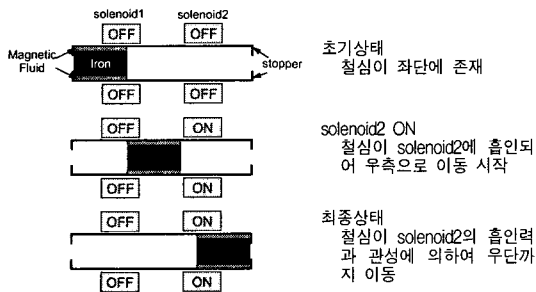 solenoid1 solenoid2
OFF OFF
Magnetic Fluid
Iron
stopper
OFF OFF
초기상태
철심이 좌단에 존재
OFF ON
OFF ON
solenoid2 ON
철심이 solenoid2에 흡인되
어 우측으로 이동 시작
OFF ON
OFF ON
최종상태
철심이 solenoid2의 흡인력
과 관성에 의하여 우단까
지 이동